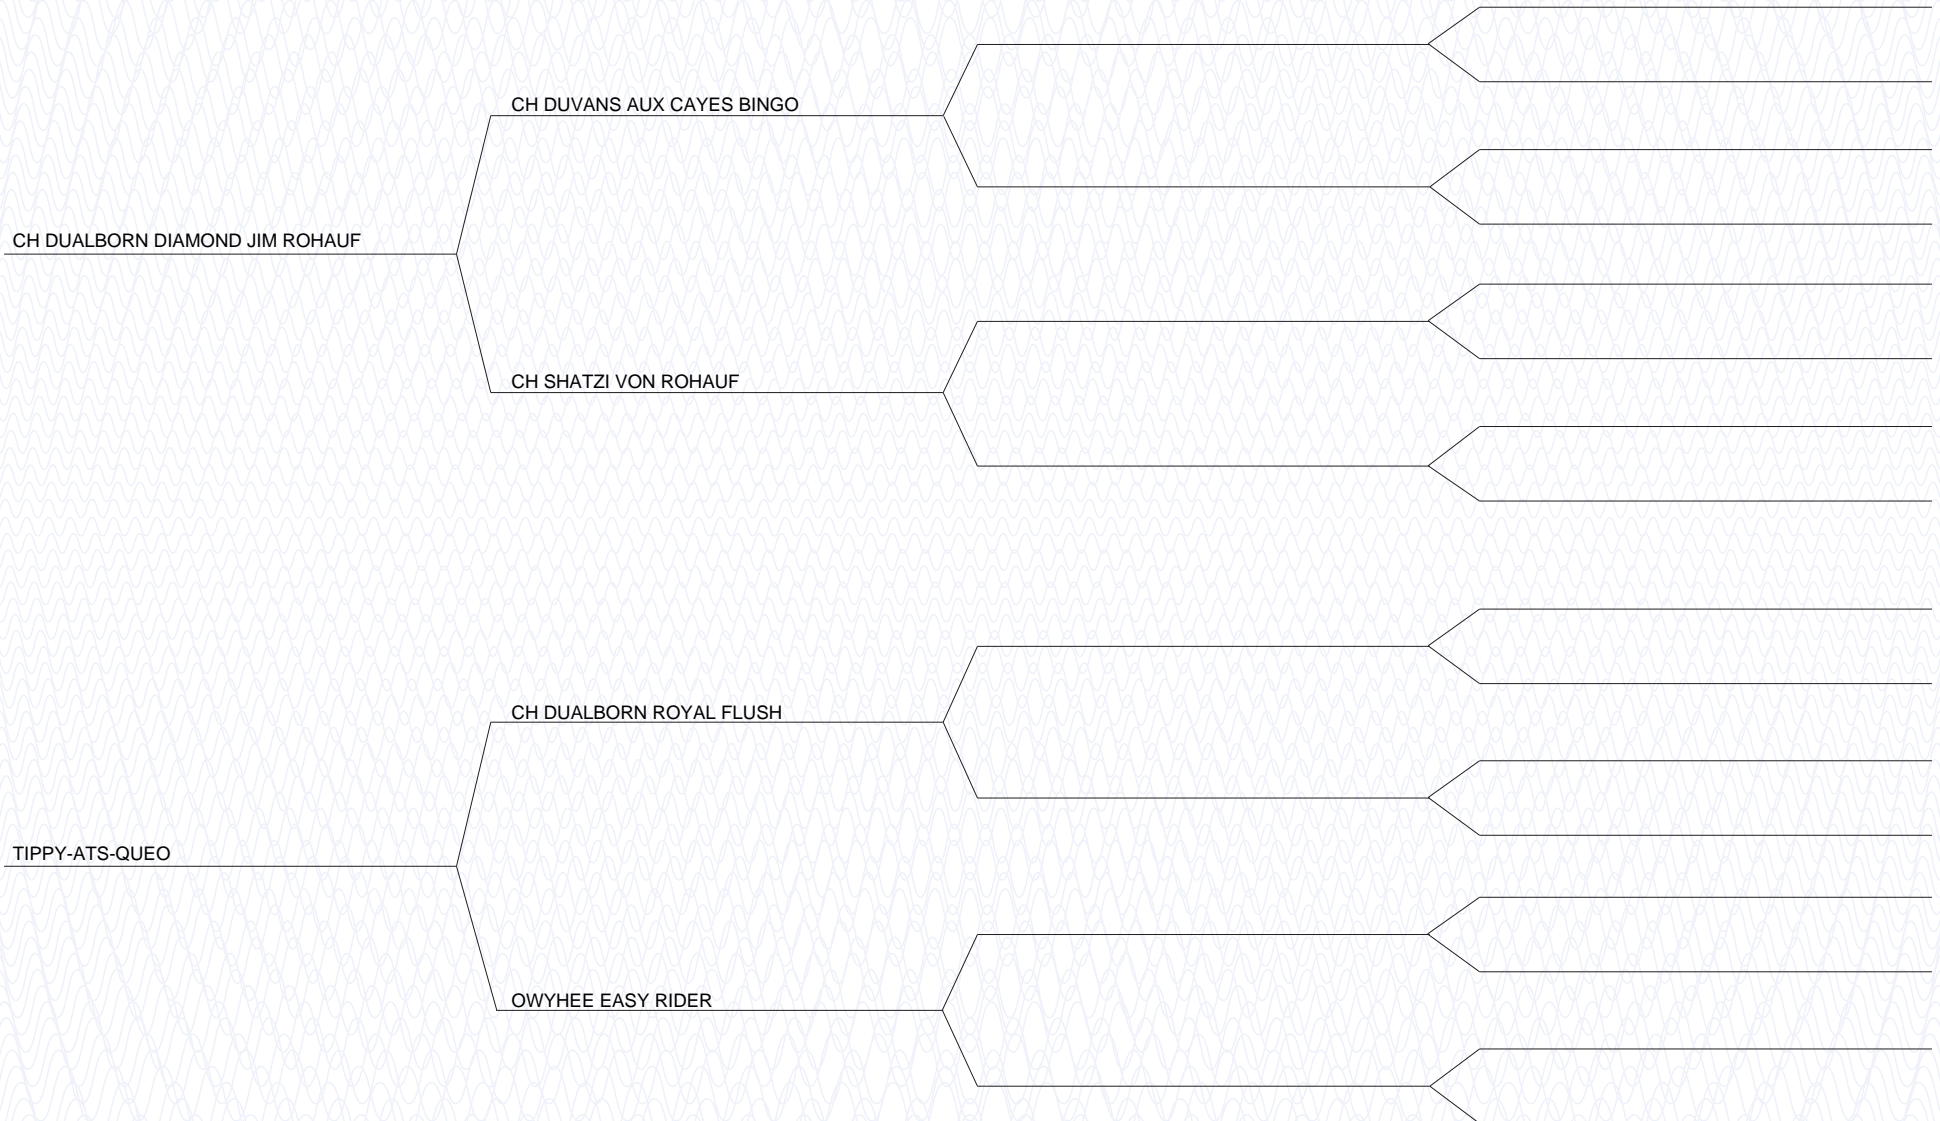 CH DUVANS AUX CAYES BINGO
CH DUALBORN DIAMOND JIM ROHAUF
CH SHATZI VON ROHAUF
CH DUALBORN ROYAL FLUSH
TIPPY-ATS-QUEO
OWYHEE EASY RIDER